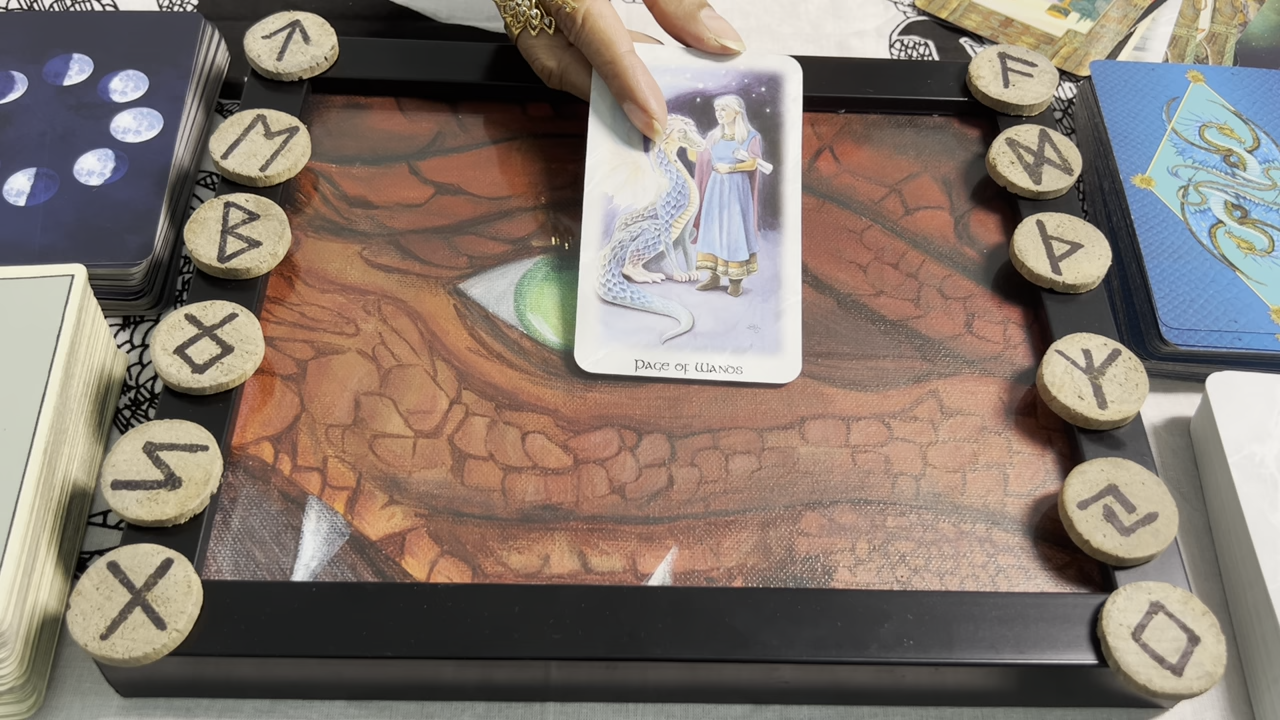 ᛏ
ᛖ
ᛒ
ᛟ
ᛊ
ᚷ
Page of Wands
ᚨ
ᛞ
ᚦ
ᛉ
ᛇ
ᛜ